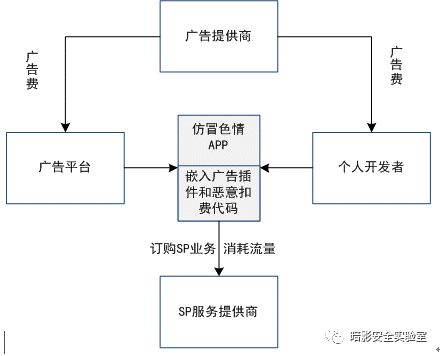 广告提供商
广
告
费
广
告
费
广告平台
仿冒色情
APP
嵌入广告插
件和恶意扣
费代码
个人开发者
订购SP业务
消耗流量
SP服务提供商
暗影安全实验室